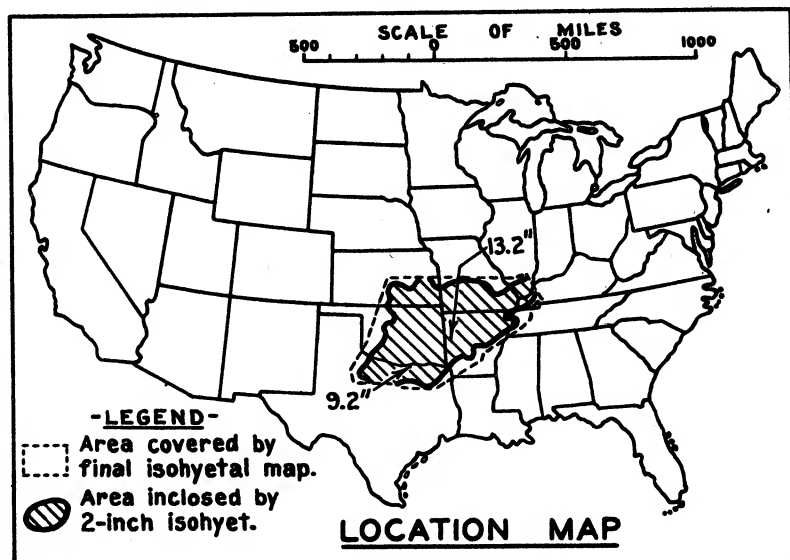 SCALE OF MILES
500 0 500 1000
13.2"
9.2"
-LEGEND-
Area covered by
final isohyetal map.
Area inclosed by
2-inch isohyet.
LOCATION MAP